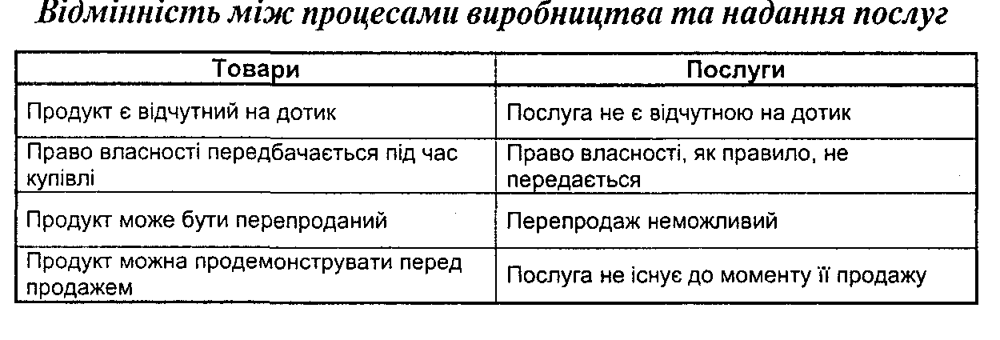 Відмінність між процесами виробництва та надання послуг
Товари
Послуги
Продукт є відчутний на дотик
Послуга не є відчутною на дотик
Право власності передбачається під час
купівлі
Право власності, як правило, не
передається
Продукт може бути перепроданий
Перепродаж неможливий
Продукт можна продемонструвати перед
продажем
Послуга не існує до моменту її продажу